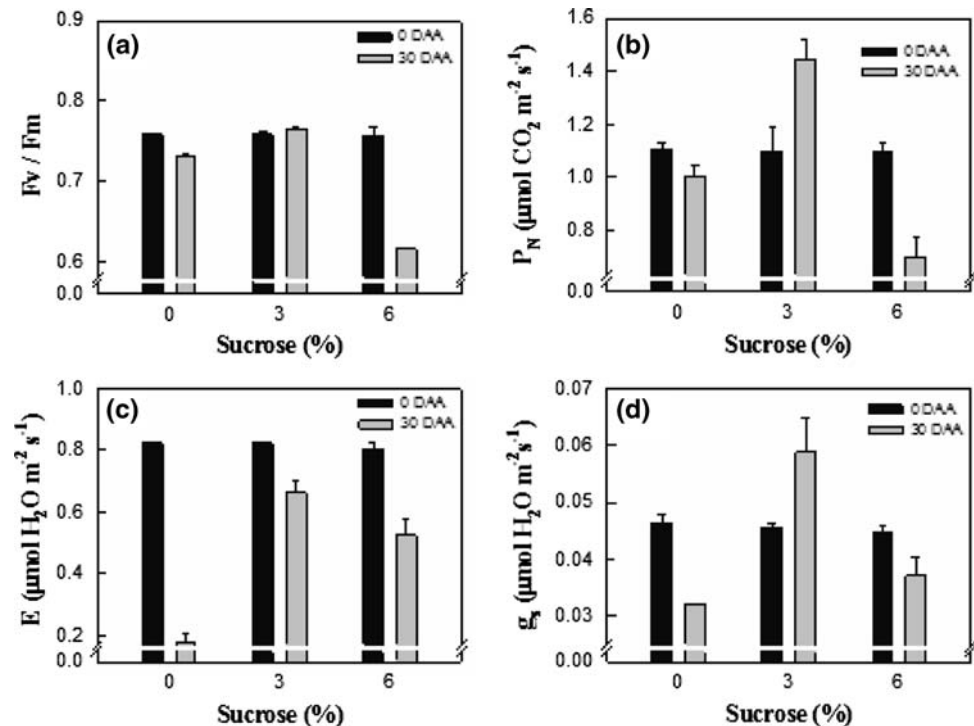 (a)
0 DAA
30 DAA
0.9
0.8
0.7
0.6
0.0
Fv / Fm
0
3
6
Sucrose (%)
(b)
0 DAA
30 DAA
1.6
1.4
1.2
1.0
0.8
0.0
P_N (μmol CO₂ m⁻² s⁻¹)
0
3
6
Sucrose (%)
(c)
0 DAA
30 DAA
1.0
0.8
0.6
0.4
0.2
0.0
E (μmol H₂O m⁻² s⁻¹)
0
3
6
Sucrose (%)
(d)
0 DAA
30 DAA
0.07
0.06
0.05
0.04
0.03
0.00
gₛ (μmol H₂O m⁻² s⁻¹)
0
3
6
Sucrose (%)